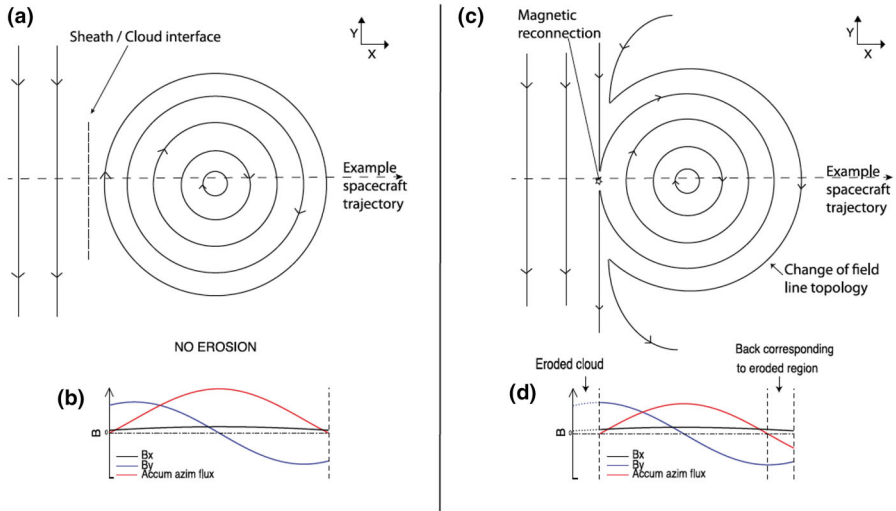 (a)
Sheath / Cloud interface
Y
X
Example
spacecraft
trajectory
NO EROSION
(b)
B
0
Bx
By
Accum azim flux
(c)
Magnetic
reconnection
Y
X
Example
spacecraft
trajectory
Change of field
line topology
Eroded cloud
Back corresponding
to eroded region
(d)
B
0
Bx
By
Accum azim flux